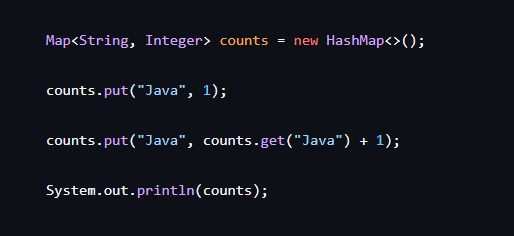 Map<String, Integer> counts = new HashMap<>();
counts.put("Java", 1);
counts.put("Java", counts.get("Java") + 1);
System.out.println(counts);